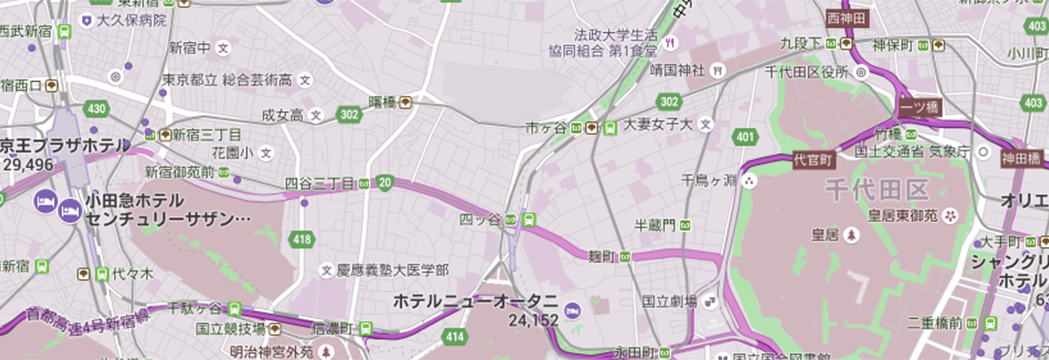 東新宿
大久保病院
西武新宿
新宿中
東京都立 総合芸術高
宿西口
430
成女高
302
曙橋
新宿三丁目
京王プラザホテル
29,496
花園小
新宿御苑前
小田急ホテル
センチュリーサザン…
四谷三丁目
20
418
新宿
代々木
慶應義塾大医学部
千駄ケ谷
首都高速4号新宿線
国立競技場
信濃町
明治神宮外苑
414
ホテルニューオータニ
24,152
中央
法政大学生活
協同組合 第1食堂
靖国神社
302
市ヶ谷
大妻女子大
四ッ谷
麹町
半蔵門
国立劇場
永田町
国立国会図書館
西神田
九段下
神保町
千代田区役所
401
403
小川町
403
一ツ橋
竹橋
国土交通省 気象庁
代官町
神田橋
千鳥ヶ淵
千代田区
皇居東御苑
皇居
オリエ
大手町
シャングリ
ホテル
二重橋前